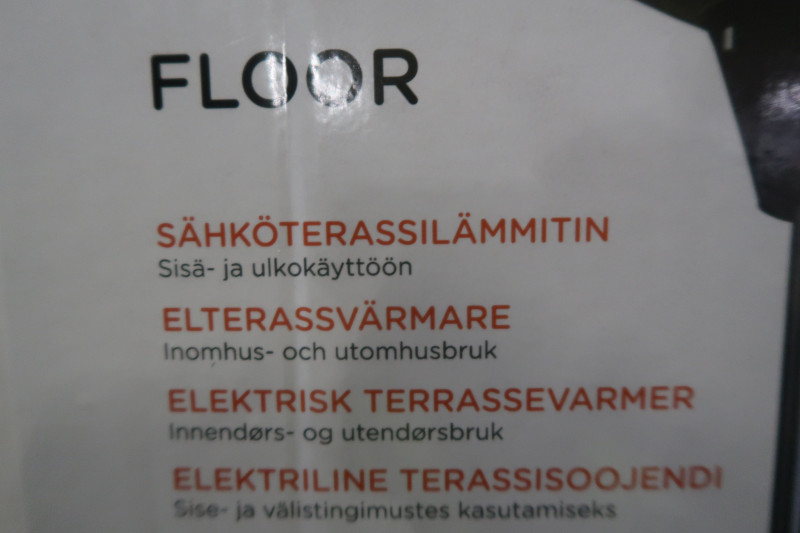 FLOOR
SÄHKÖTERASSILÄMMITIN
Sisä- ja ulkokäyttöön
ELTERASSVÄRMARE
Inomhus- och utomhusbruk
ELEKTRISK TERRASSEVARMER
Innendørs- og utendørsbruk
ELEKTRILINE TERASSISOOJENDI
Sise- ja välistingimustes kasutamiseks